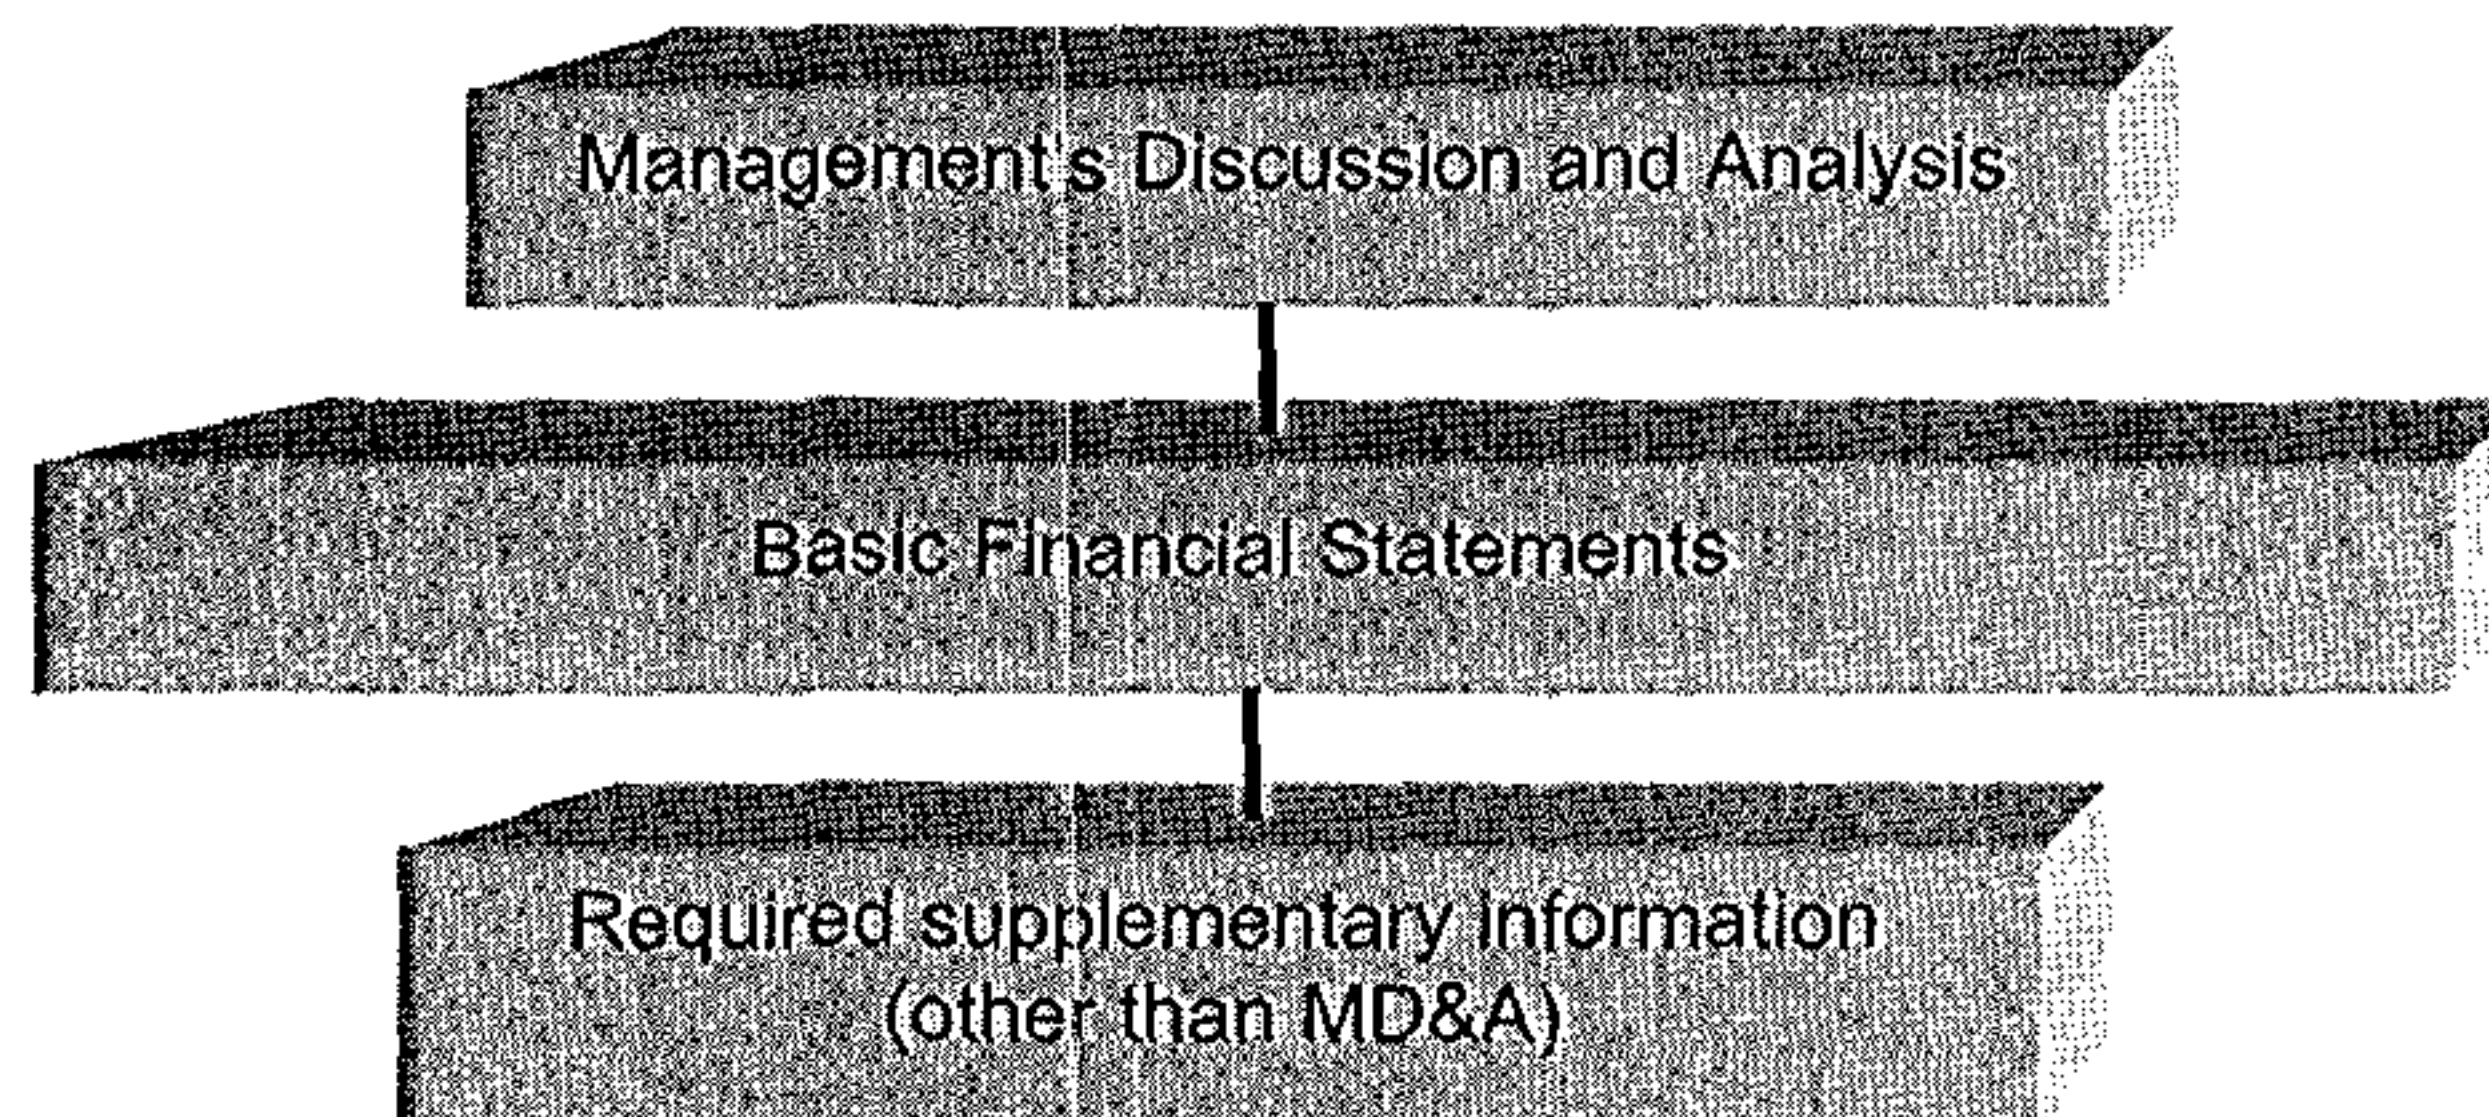 Management's Discussion and Analysis
Basic Financial Statements
Required supplementary information
(other than MD&A)